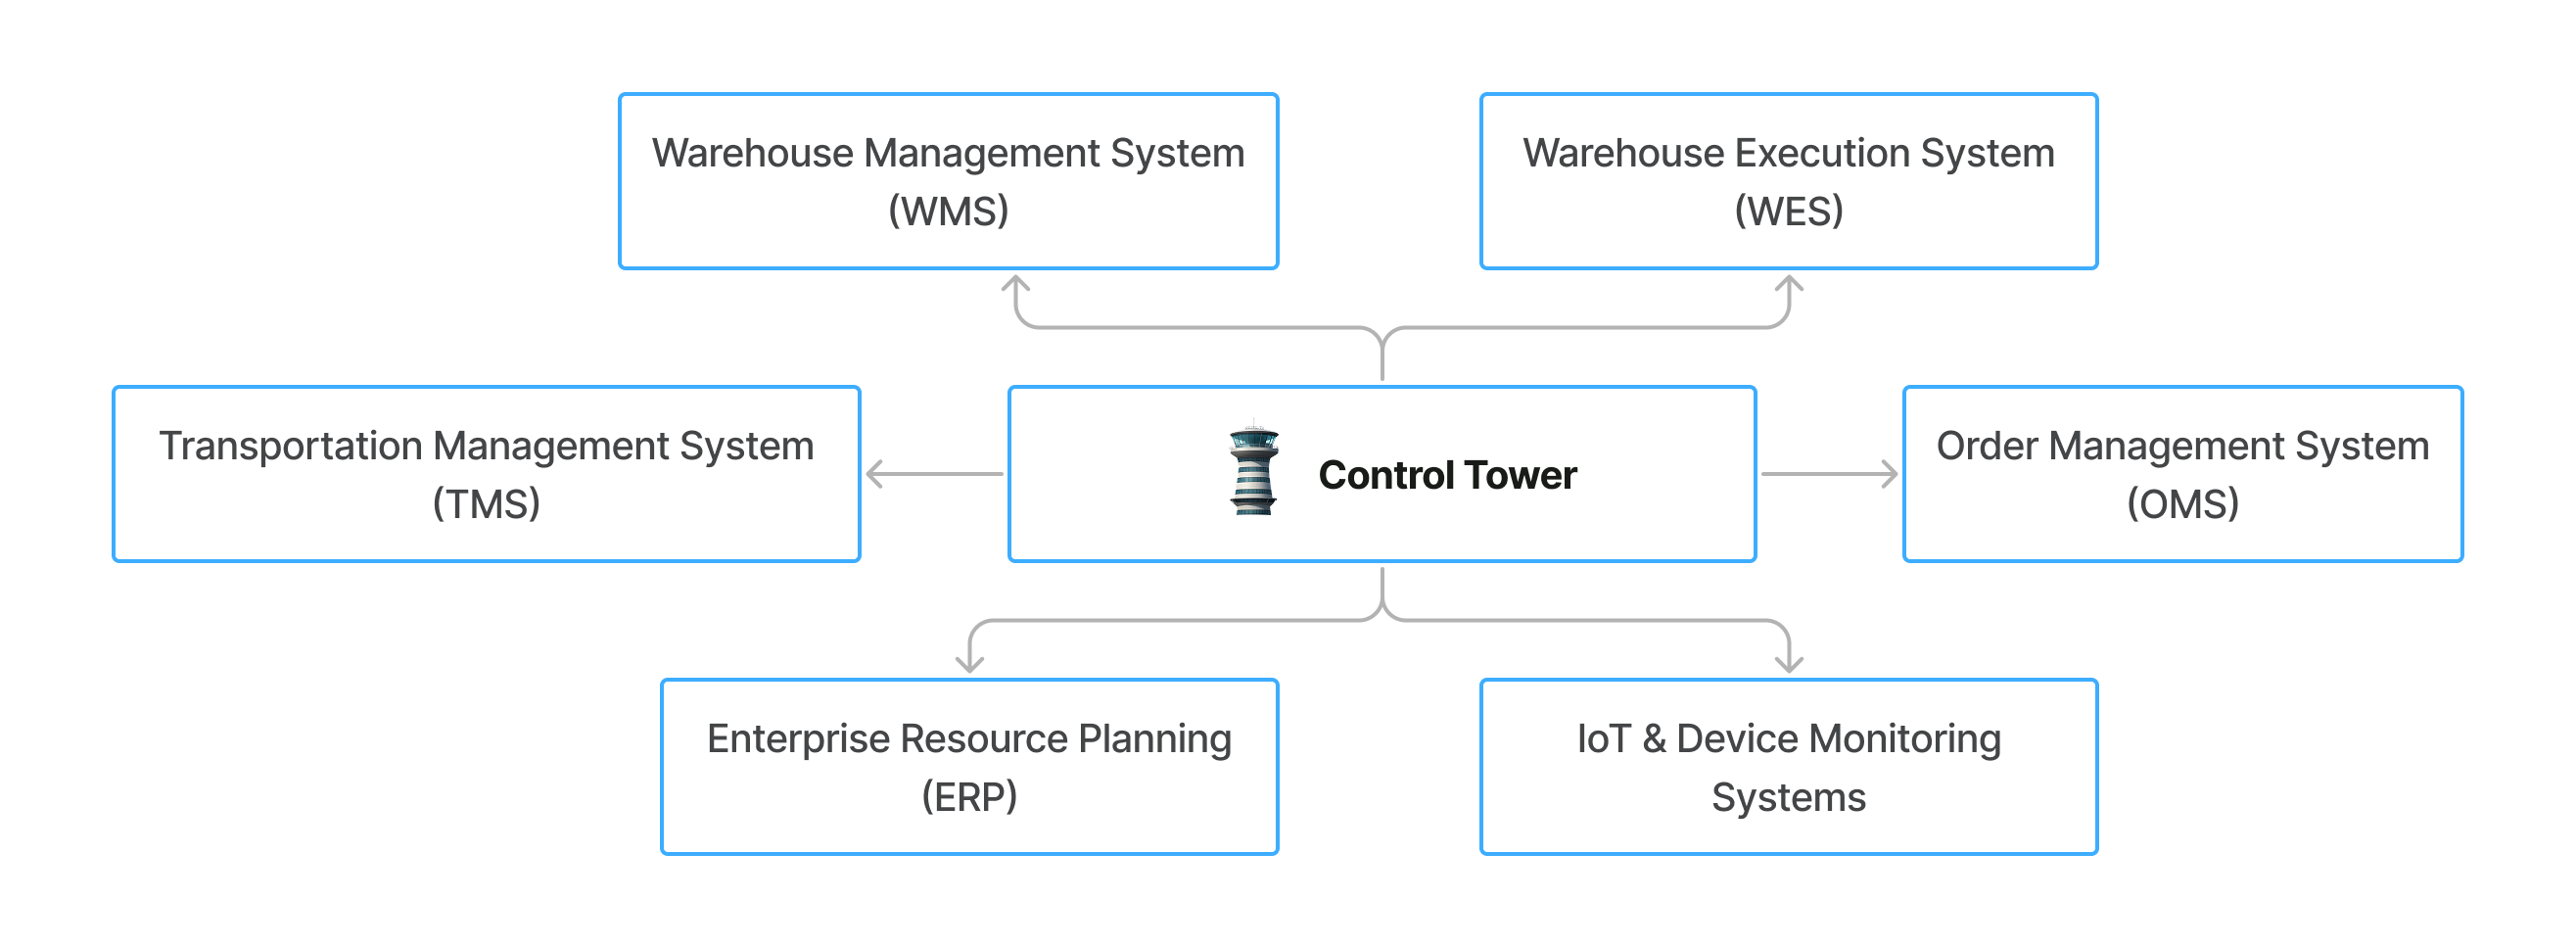 Warehouse Management System
(WMS)
Warehouse Execution System
(WES)
Transportation Management System
(TMS)
Control Tower
Order Management System
(OMS)
Enterprise Resource Planning
(ERP)
IoT & Device Monitoring
Systems